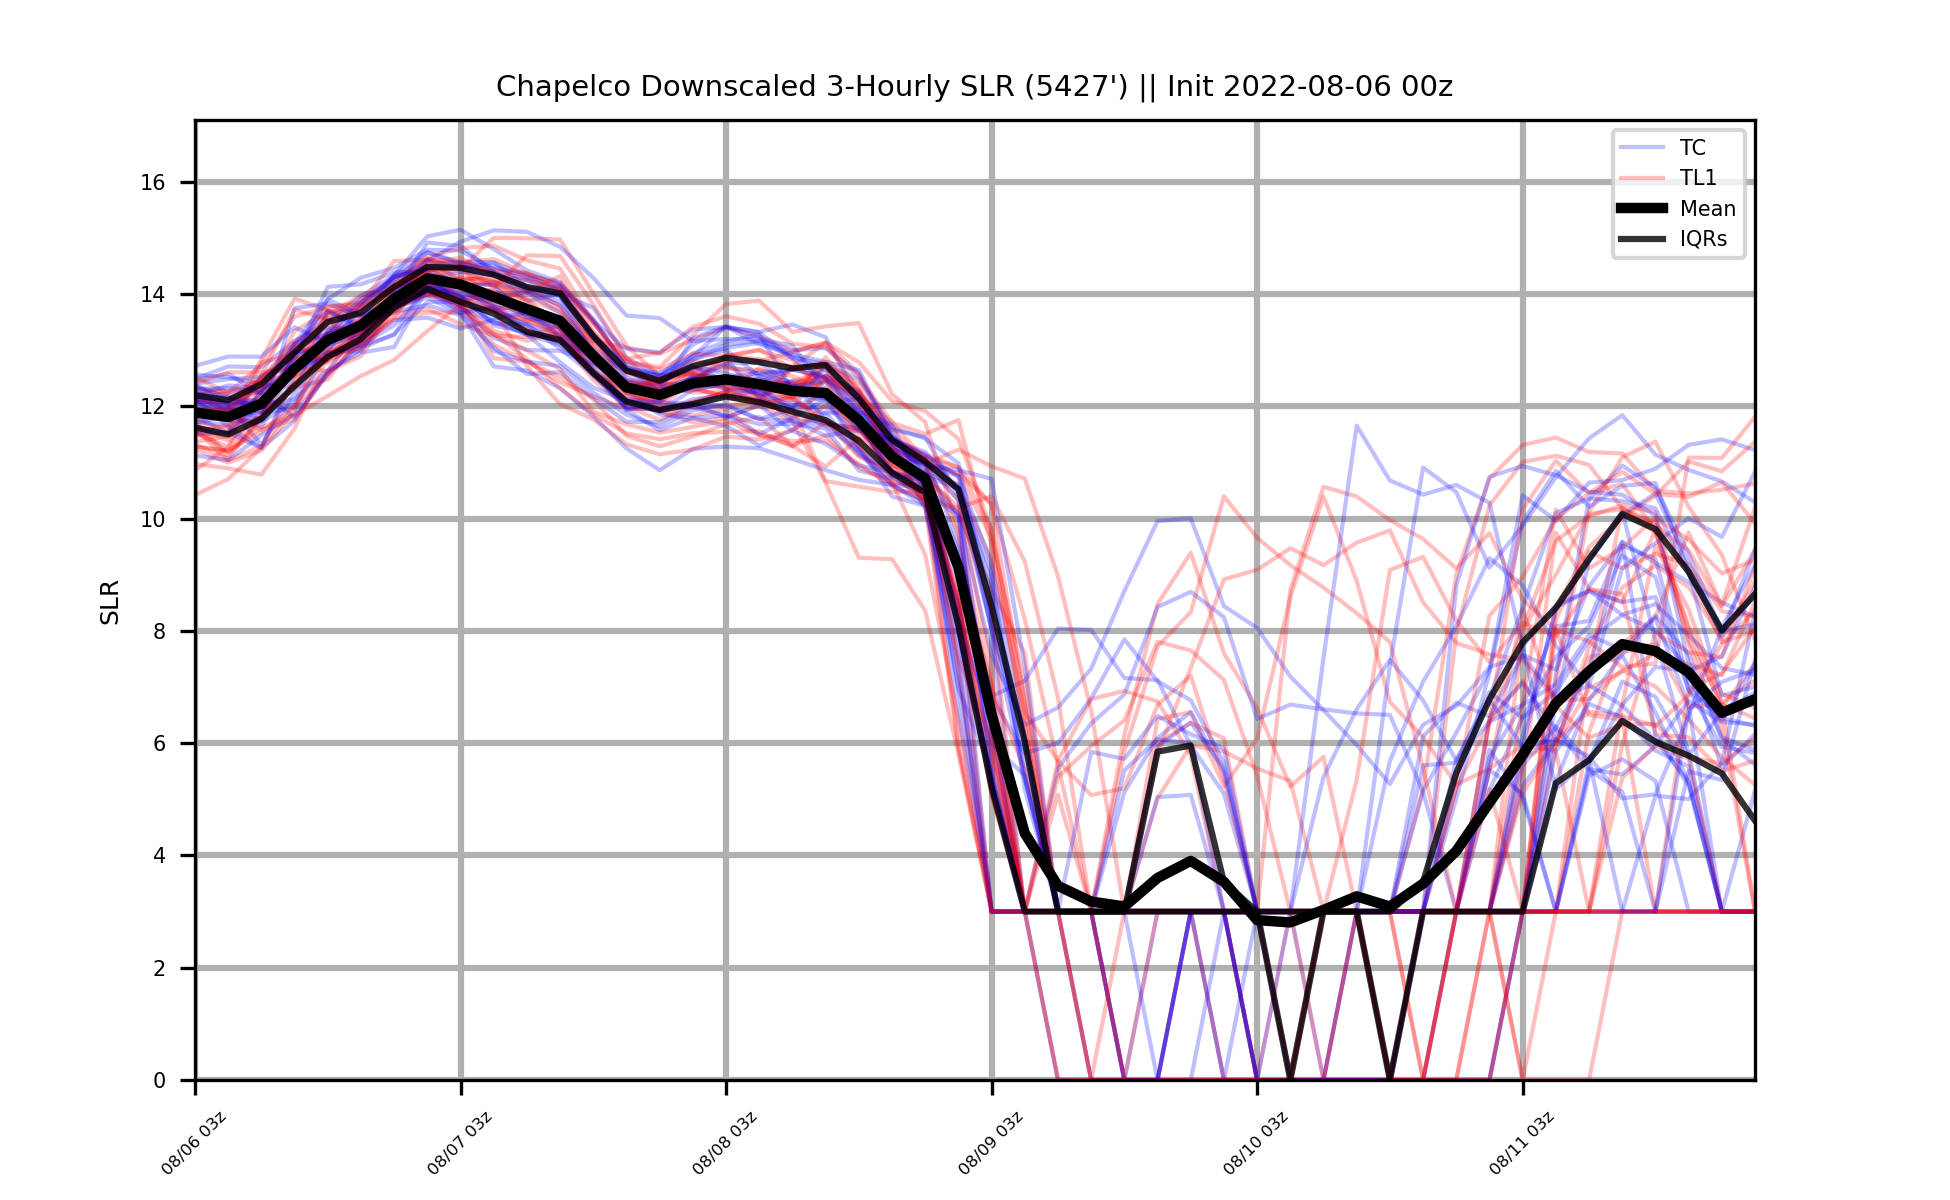 Chapelco Downscaled 3-Hourly SLR (5427') || Init 2022-08-06 00z
TC
TL1
Mean
IQRs
SLR
16
14
12
10
8
6
4
2
0
08/06 03z
08/07 03z
08/08 03z
08/09 03z
08/10 03z
08/11 03z